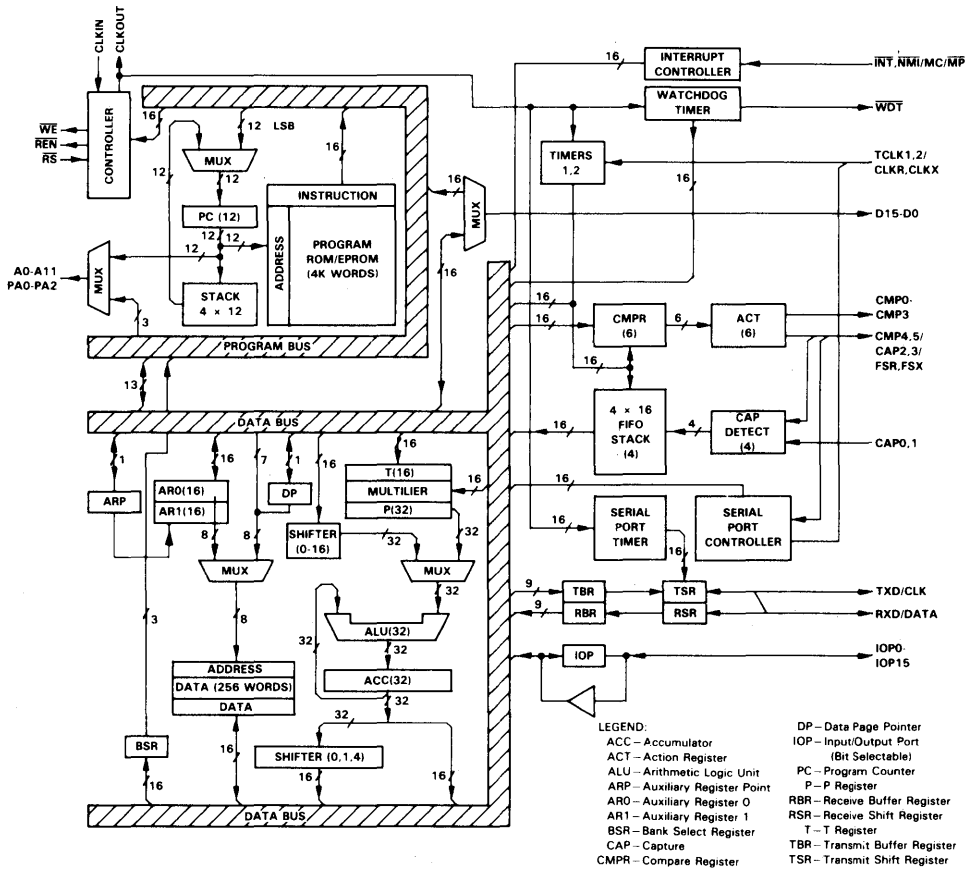 CLKIN
CLKOUT
CONTROLLER
WE
REN
RS
16
12
LSB
MUX
12
12
PC (12)
12
12
12
STACK
4 × 12
16
INSTRUCTION
ADDRESS
PROGRAM
ROM/EPROM
(4K WORDS)
MUX
A0-A11
PA0-PA2
3
PROGRAM BUS
13
16
MUX
16
16
INTERRUPT
CONTROLLER
INT,NMI/MC/MP
WATCHDOG
TIMER
WDT
TIMERS
1,2
16
TCLK1,2/
CLKR,CLKX
D15-D0
16
16
CMPR
(6)
6
ACT
(6)
CMP0-
CMP3
CMP4,5/
CAP2,3/
FSR,FSX
16
4 × 16
FIFO
STACK
(4)
16
4
CAP
DETECT
(4)
CAP0,1
DATA BUS
1
ARP
16
AR0(16)
AR1(16)
7
1
DP
16
SHIFTER
(0-16)
16
T(16)
MULTILIER
P(32)
16
8
8
MUX
32
32
MUX
32
8
3
ALU(32)
32
32
ACC(32)
32
ADDRESS
DATA (256 WORDS)
DATA
32
BSR
16
16
SHIFTER (0,1,4)
16
16
DATA BUS
16
16
SERIAL
PORT
TIMER
16
SERIAL
PORT
CONTROLLER
9
TBR
TSR
TXD/CLK
9
RBR
RSR
RXD/DATA
IOP
IOP0-
IOP15
LEGEND:
ACC – Accumulator
ACT – Action Register
ALU – Arithmetic Logic Unit
ARP – Auxiliary Register Point
AR0 – Auxiliary Register 0
AR1 – Auxiliary Register 1
BSR – Bank Select Register
CAP – Capture
CMPR – Compare Register
DP – Data Page Pointer
IOP – Input/Output Port
(Bit Selectable)
PC – Program Counter
P – P Register
RBR – Receive Buffer Register
RSR – Receive Shift Register
T – T Register
TBR – Transmit Buffer Register
TSR – Transmit Shift Register